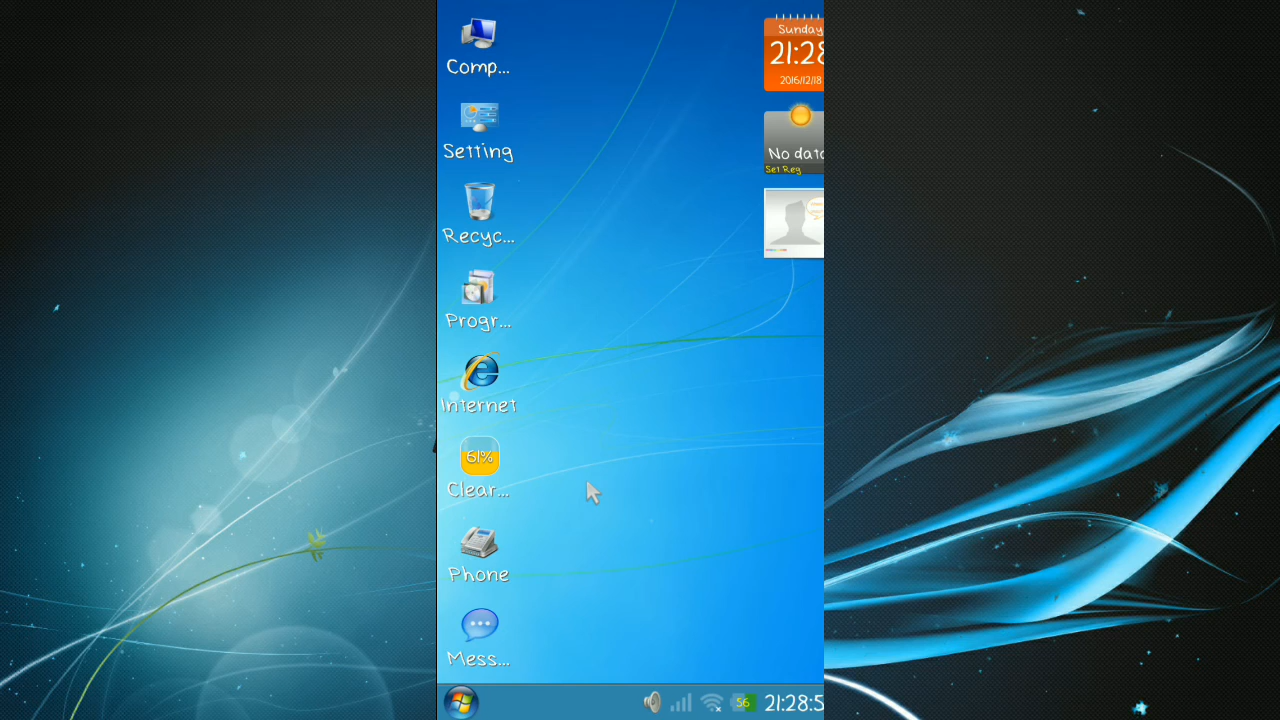 Comp...
Setting
Recyc...
Progr...
Internet
61%
Clear...
Phone
Mess...
Sunday
21:28
2016/12/18
No data
Set Reg
56
21:28:5